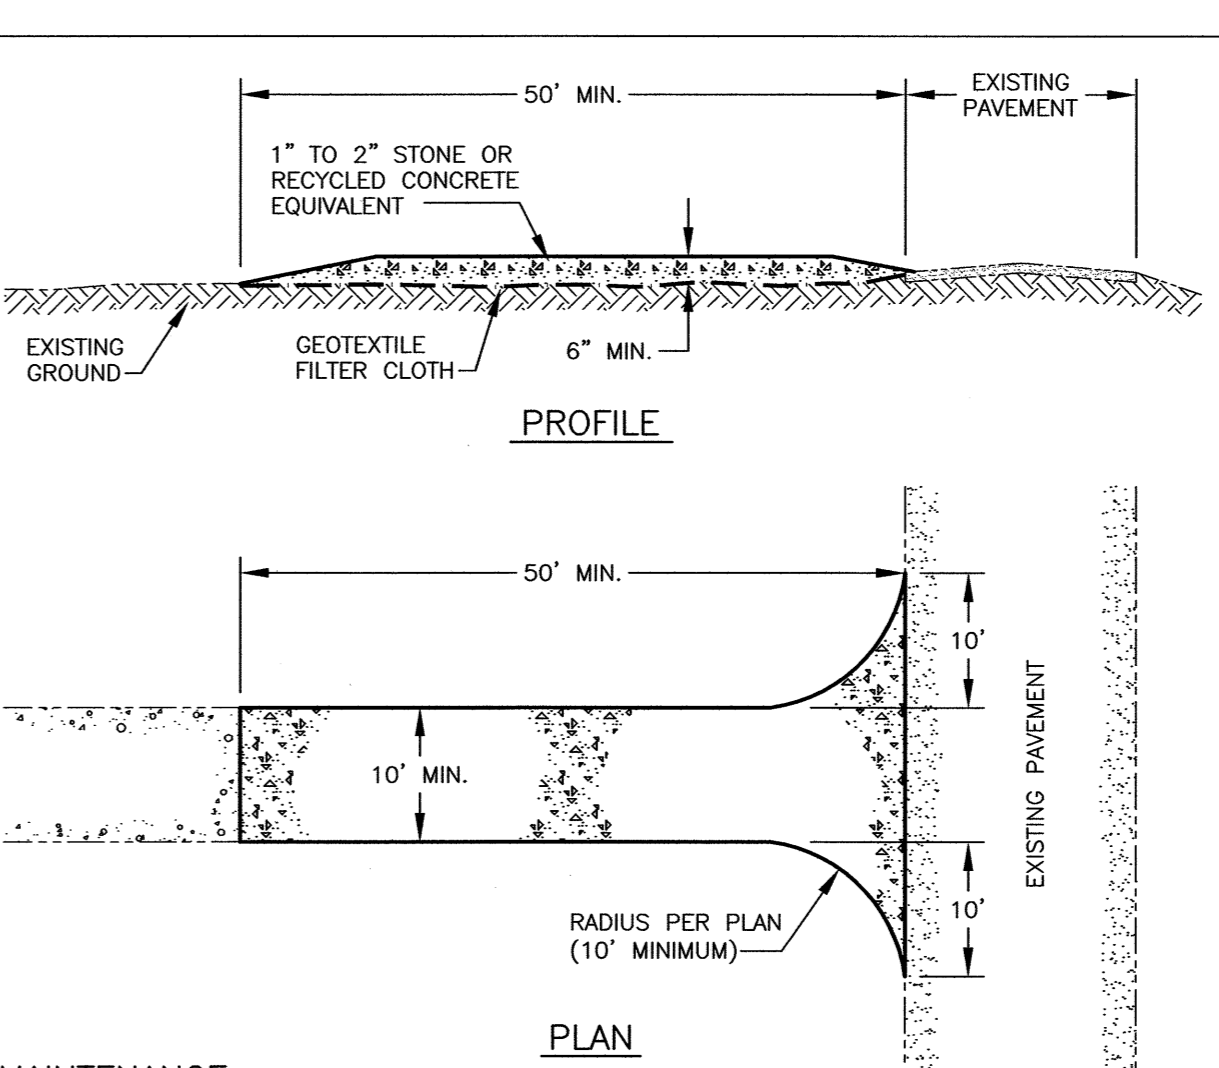 50' MIN.
EXISTING
PAVEMENT
1" TO 2" STONE OR
RECYCLED CONCRETE
EQUIVALENT
EXISTING
GROUND
GEOTEXTILE
FILTER CLOTH
6" MIN.
PROFILE
50' MIN.
10'
10' MIN.
EXISTING PAVEMENT
RADIUS PER PLAN
(10' MINIMUM)
10'
PLAN
MAINTENANCE